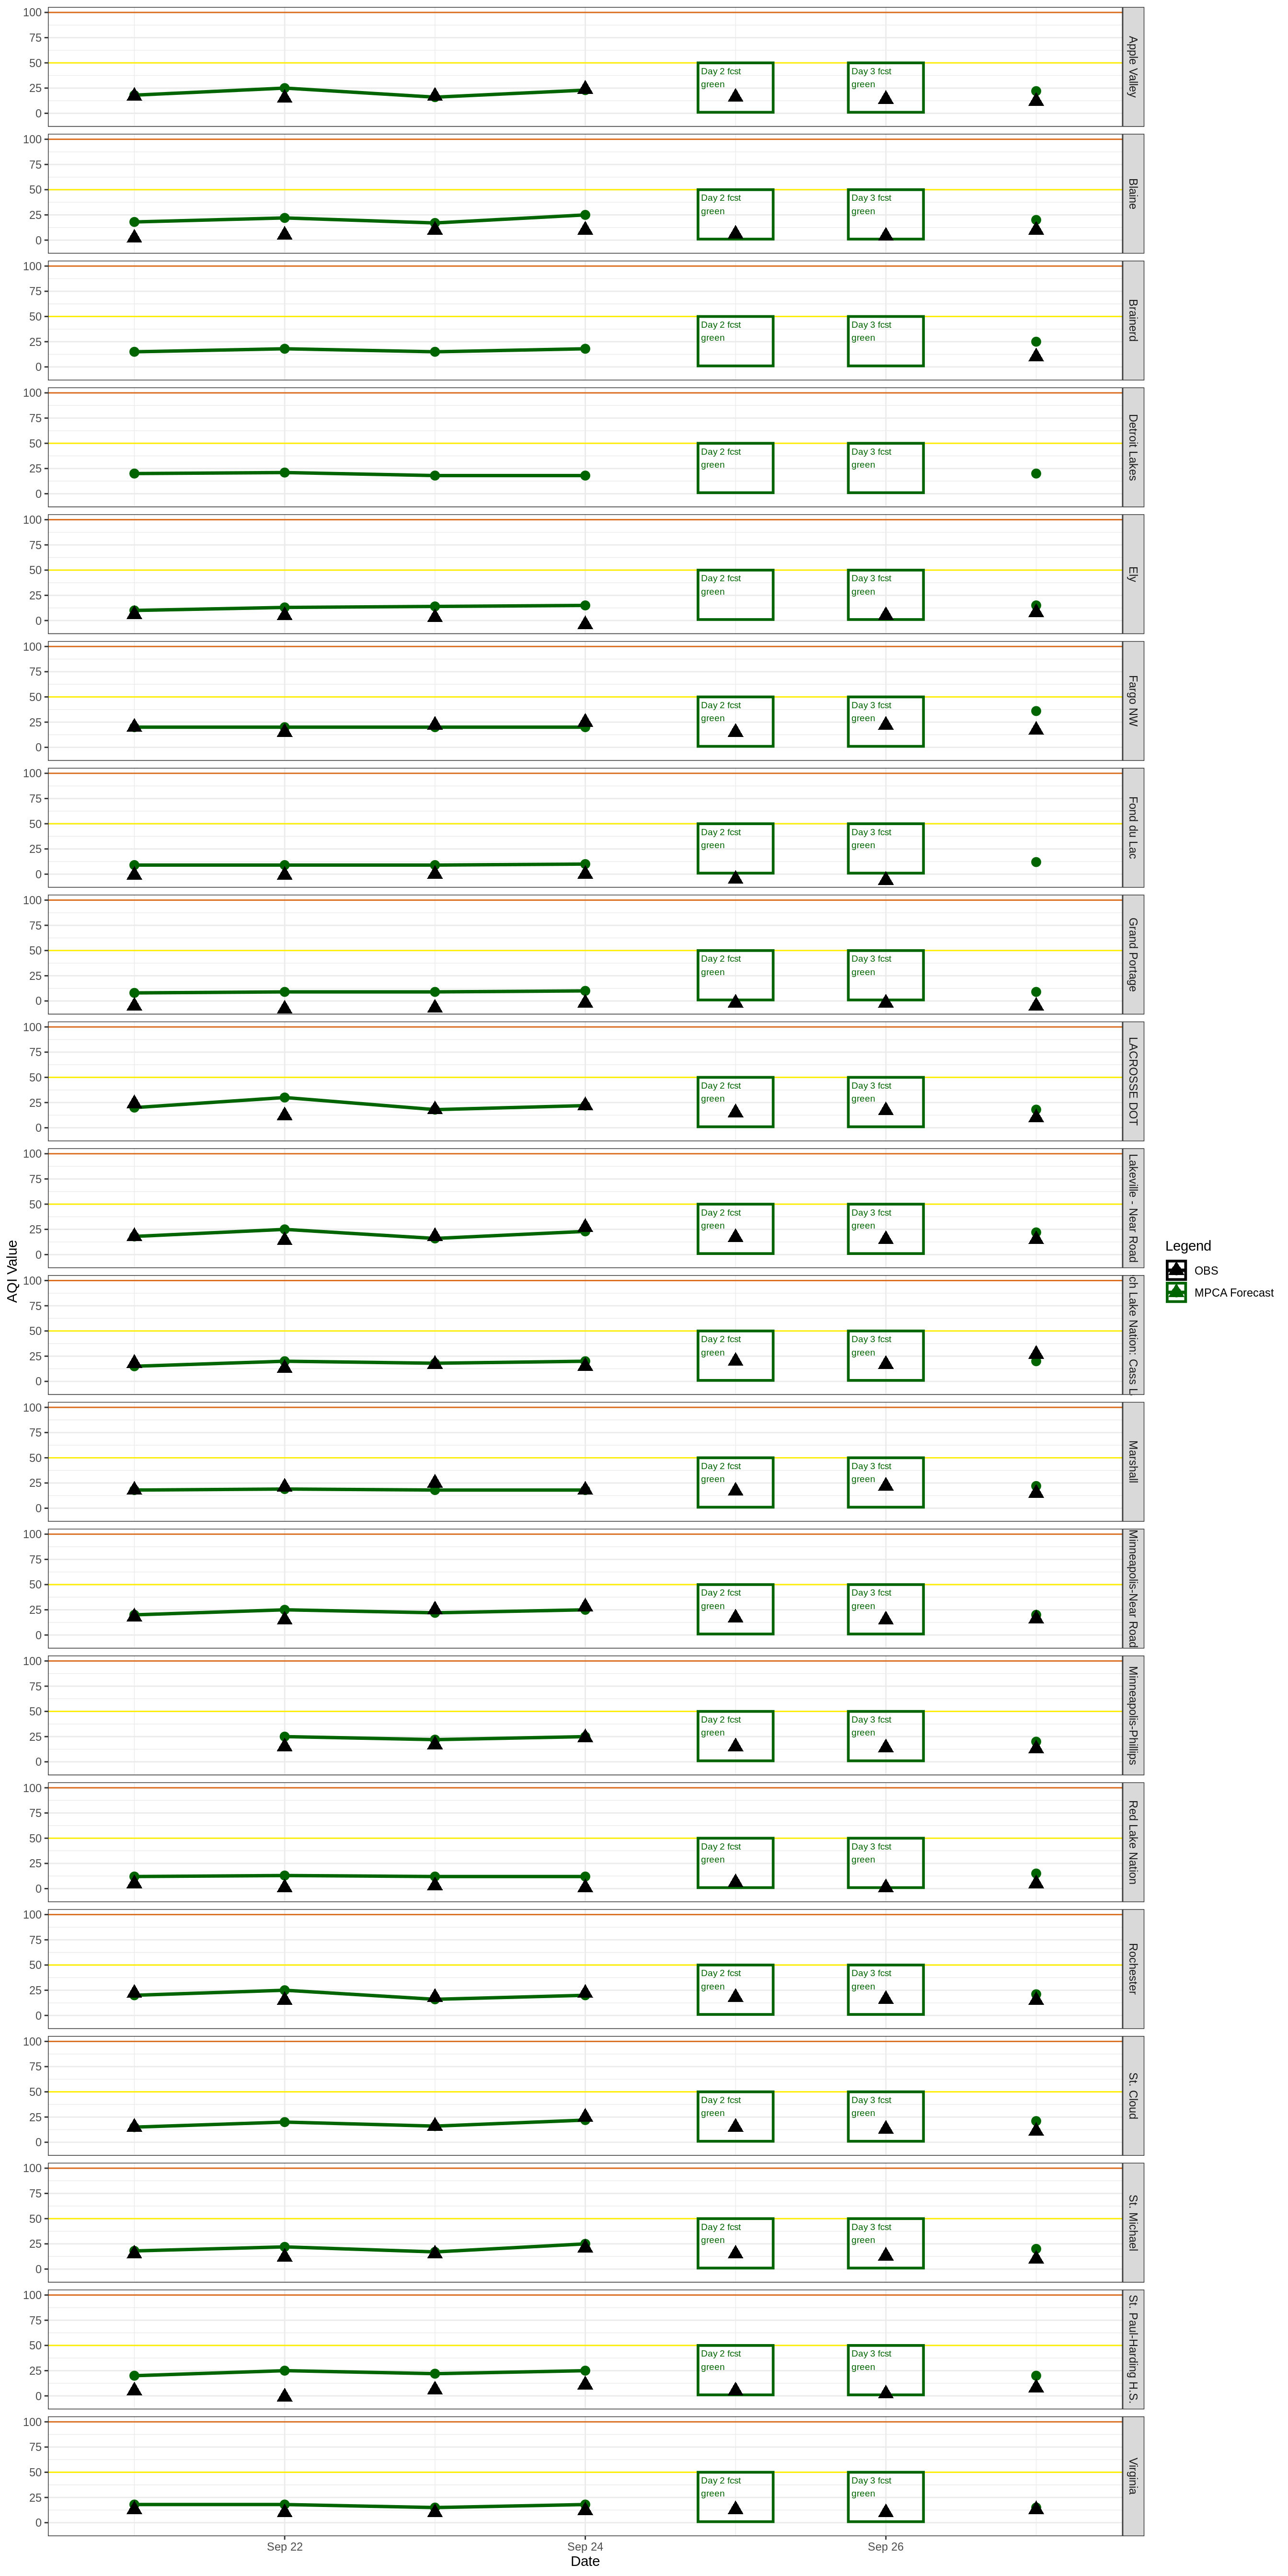 100
75
50
25
0
Day 2 fcst
green
Day 3 fcst
green
Apple Valley
100
75
50
25
0
Day 2 fcst
green
Day 3 fcst
green
Blaine
100
75
50
25
0
Day 2 fcst
green
Day 3 fcst
green
Brainerd
100
75
50
25
0
Day 2 fcst
green
Day 3 fcst
green
Detroit Lakes
100
75
50
25
0
Day 2 fcst
green
Day 3 fcst
green
Ely
100
75
50
25
0
Day 2 fcst
green
Day 3 fcst
green
Fargo NW
100
75
50
25
0
Day 2 fcst
green
Day 3 fcst
green
Fond du Lac
100
75
50
25
0
Day 2 fcst
green
Day 3 fcst
green
Grand Portage
100
75
50
25
0
Day 2 fcst
green
Day 3 fcst
green
LACROSSE DOT
100
75
50
25
0
Day 2 fcst
green
Day 3 fcst
green
Lakeville - Near Road
100
75
50
25
0
Day 2 fcst
green
Day 3 fcst
green
ch Lake Nation: Cass L
100
75
50
25
0
Day 2 fcst
green
Day 3 fcst
green
Marshall
100
75
50
25
0
Day 2 fcst
green
Day 3 fcst
green
Minneapolis-Near Road
100
75
50
25
0
Day 2 fcst
green
Day 3 fcst
green
Minneapolis-Phillips
100
75
50
25
0
Day 2 fcst
green
Day 3 fcst
green
Red Lake Nation
100
75
50
25
0
Day 2 fcst
green
Day 3 fcst
green
Rochester
100
75
50
25
0
Day 2 fcst
green
Day 3 fcst
green
St. Cloud
100
75
50
25
0
Day 2 fcst
green
Day 3 fcst
green
St. Michael
100
75
50
25
0
Day 2 fcst
green
Day 3 fcst
green
St. Paul-Harding H.S.
100
75
50
25
0
Day 2 fcst
green
Day 3 fcst
green
Virginia
Sep 22
Sep 24
Sep 26
Date
AQI Value
Legend
OBS
MPCA Forecast